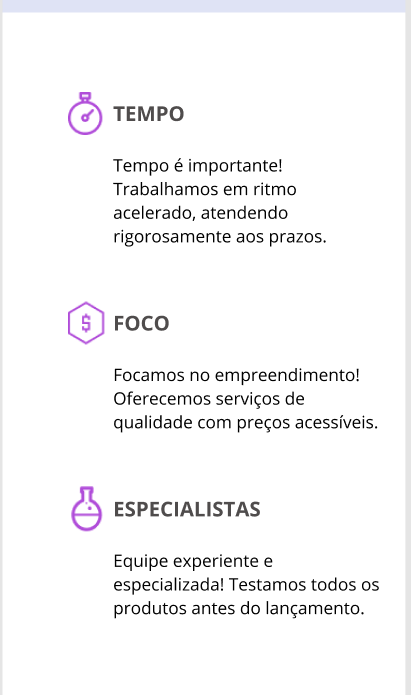 TEMPO
Tempo é importante!
Trabalhamos em ritmo
acelerado, atendendo
rigorosamente aos prazos.
$ FOCO
Focamos no empreendimento!
Oferecemos serviços de
qualidade com preços acessíveis.
ESPECIALISTAS
Equipe experiente e
especializada! Testamos todos os
produtos antes do lançamento.